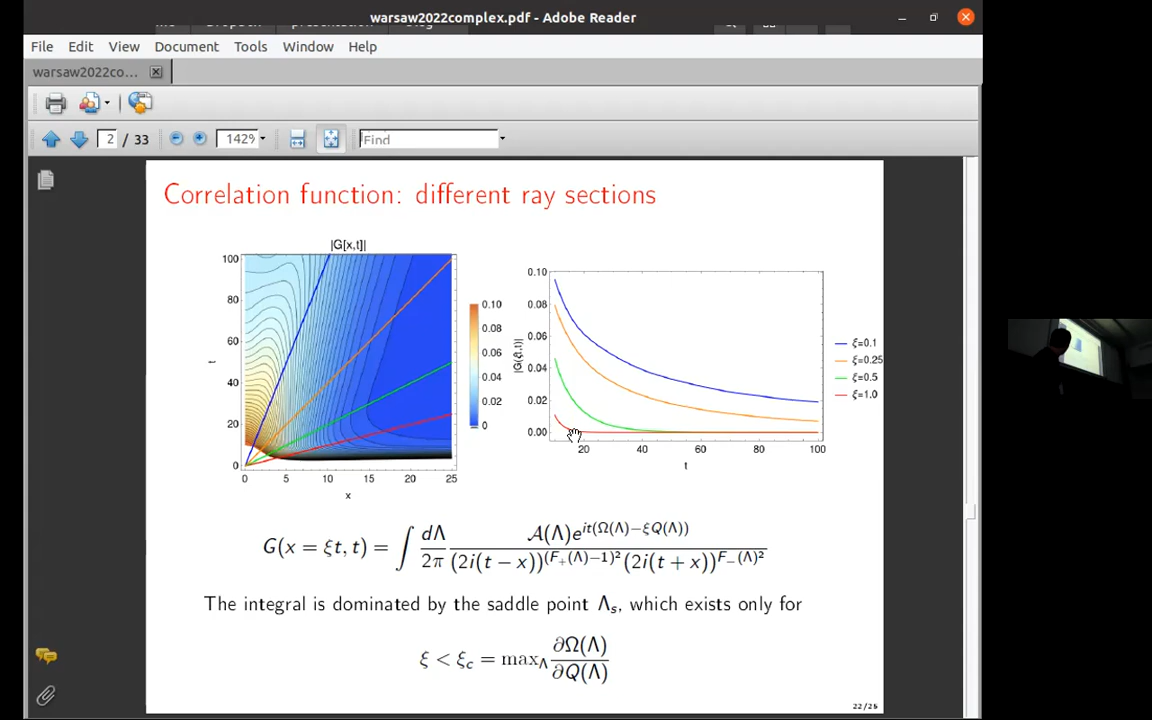 warsaw2022complex.pdf - Adobe Reader
File Edit View Document Tools Window Help
warsaw2022co...
2 / 33 142% Find
Correlation function: different ray sections
|G[x,t]|
100
80
60
40
20
0
t
0 5 10 15 20 25
x
0.10
0.08
0.06
0.04
0.02
0
0.10
0.08
0.06
0.04
0.02
0.00
|G(ξt,t)|
20 40 60 80 100
t
ξ=0.1
ξ=0.25
ξ=0.5
ξ=1.0
G(x = ξt, t) = ∫ dΛ/2π A(Λ)e^{it(Ω(Λ)−ξQ(Λ))} / (2i(t − x))^{(F₊(Λ)−1)²}(2i(t + x))^{F₋(Λ)²}
The integral is dominated by the saddle point Λₛ, which exists only for
ξ < ξ_c = max_Λ ∂Ω(Λ)/∂Q(Λ)
22/25